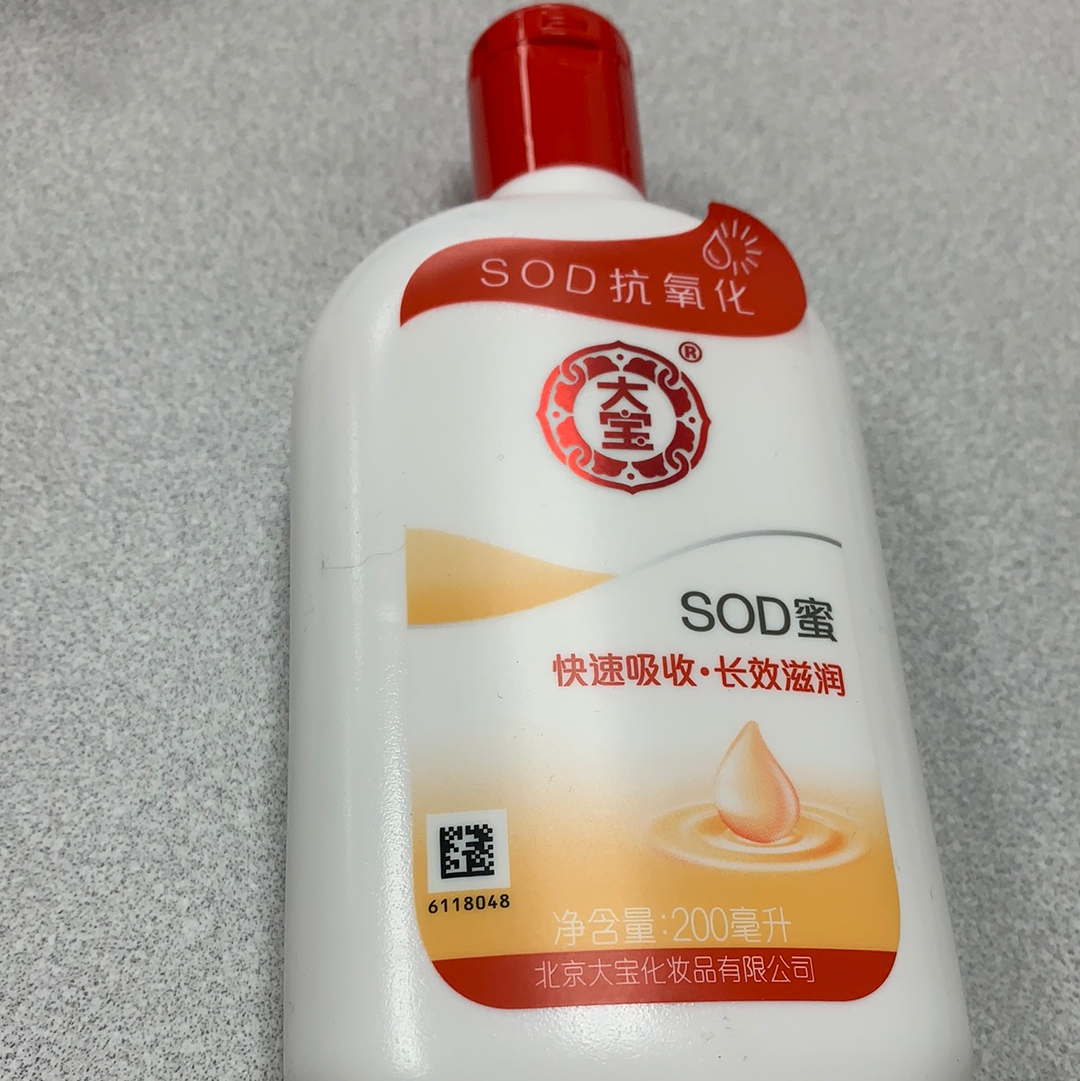 SOD抗氧化
®
大
宝
SOD蜜
快速吸收·长效滋润
6118048
净含量:200毫升
北京大宝化妆品有限公司